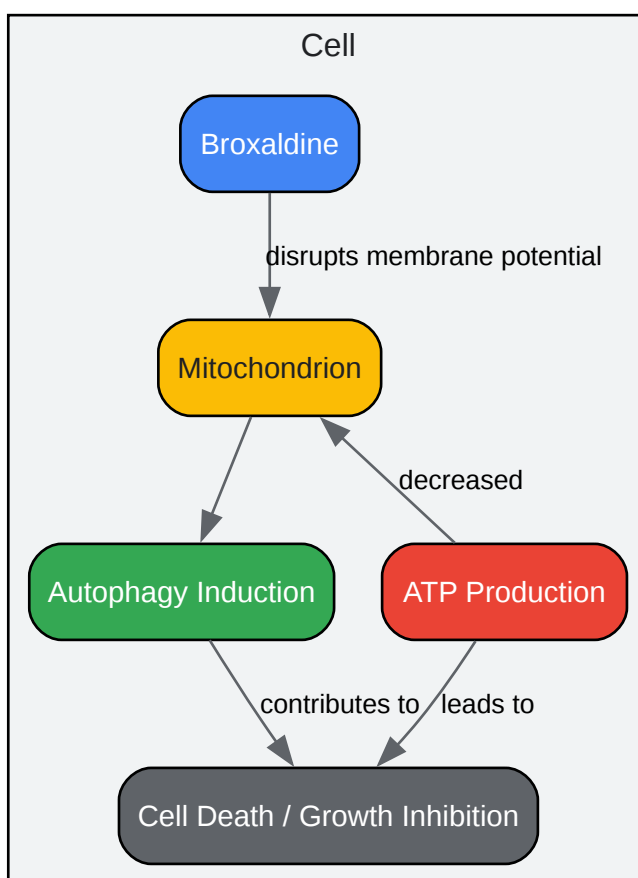 Cell
Broxaldine
disrupts membrane potential
Mitochondrion
decreased
Autophagy Induction
ATP Production
contributes to
leads to
Cell Death / Growth Inhibition